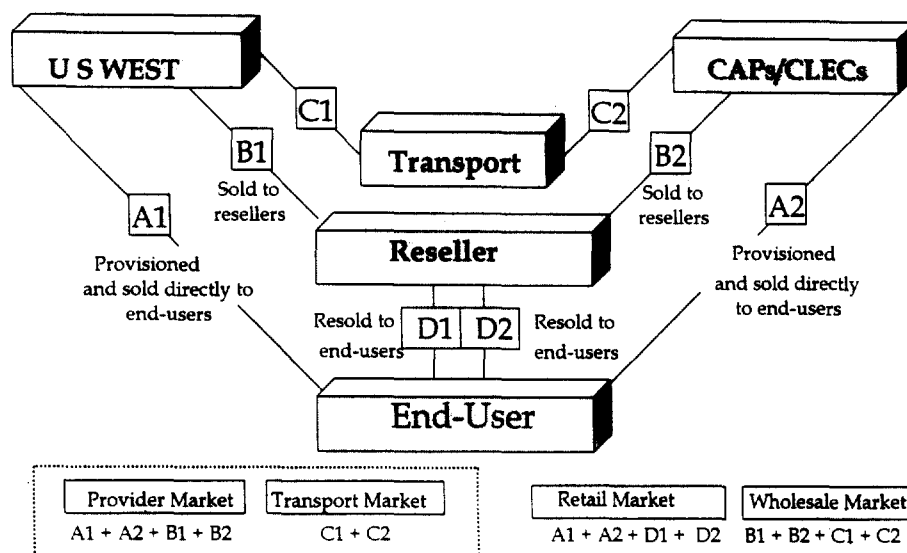 U S WEST
CAPs/CLECs
C1
C2
Transport
B1
B2
Sold to
resellers
Sold to
resellers
A1
A2
Reseller
Provisioned
and sold directly to
end-users
Provisioned
and sold directly
to end-users
Resold to
end-users
D1
D2
Resold to
end-users
End-User
Provider Market
Transport Market
Retail Market
Wholesale Market
A1 + A2 + B1 + B2
C1 + C2
A1 + A2 + D1 + D2
B1 + B2 + C1 + C2